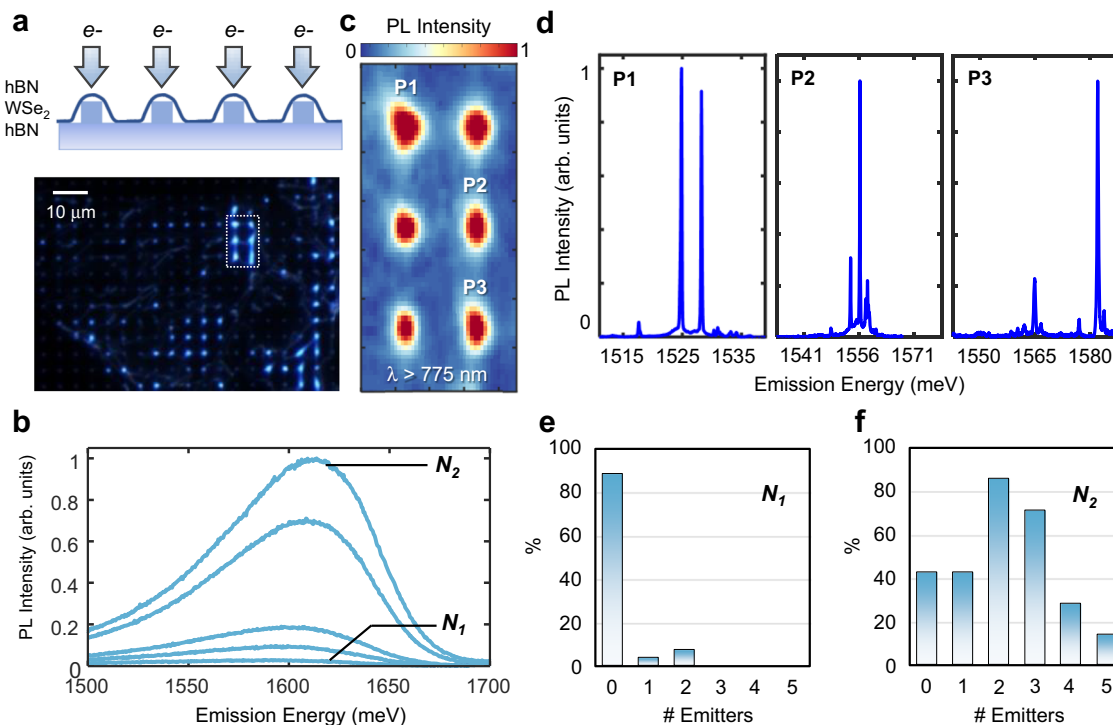 a
e- e- e- e-
hBN
WSe₂
hBN
10 μm
c
PL Intensity
0 1
P1
P2
P3
λ > 775 nm
d
PL Intensity (arb. units)
1
0
P1 P2 P3
1515 1525 1535 1541 1556 1571 1550 1565 1580
Emission Energy (meV)
b
PL Intensity (arb. units)
1
0.8
0.6
0.4
0.2
0
N₂
N₁
1500 1550 1600 1650 1700
Emission Energy (meV)
e
%
100
80
60
40
20
0
N₁
0 1 2 3 4 5
# Emitters
f
%
100
80
60
40
20
0
N₂
0 1 2 3 4 5
# Emitters